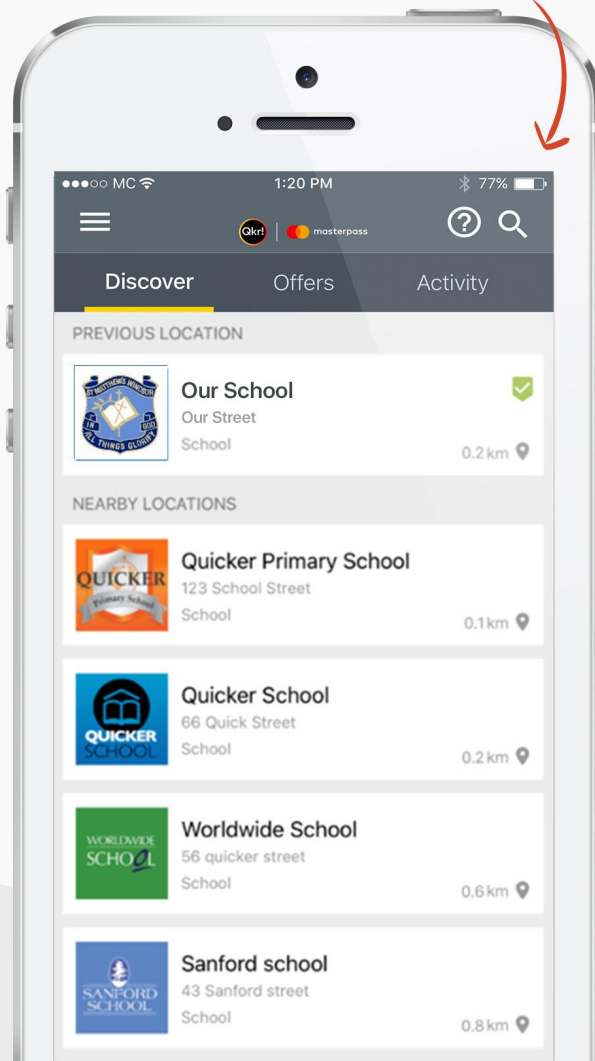 MC 1:20 PM 77%
Qkr! masterpass
Discover Offers Activity
PREVIOUS LOCATION
ST MATTHEWS WINDSOR
IN GOD
ALL THINGS GLORIFY
Our School
Our Street
School
0.2 km
NEARBY LOCATIONS
QUICKER
Primary School
Quicker Primary School
123 School Street
School
0.1 km
QUICKER
SCHOOL
Quicker School
66 Quick Street
School
0.2 km
WORLDWIDE
SCHOOL
Worldwide School
56 quicker street
School
0.6 km
SANFORD
SCHOOL
Sanford school
43 Sanford street
School
0.8 km